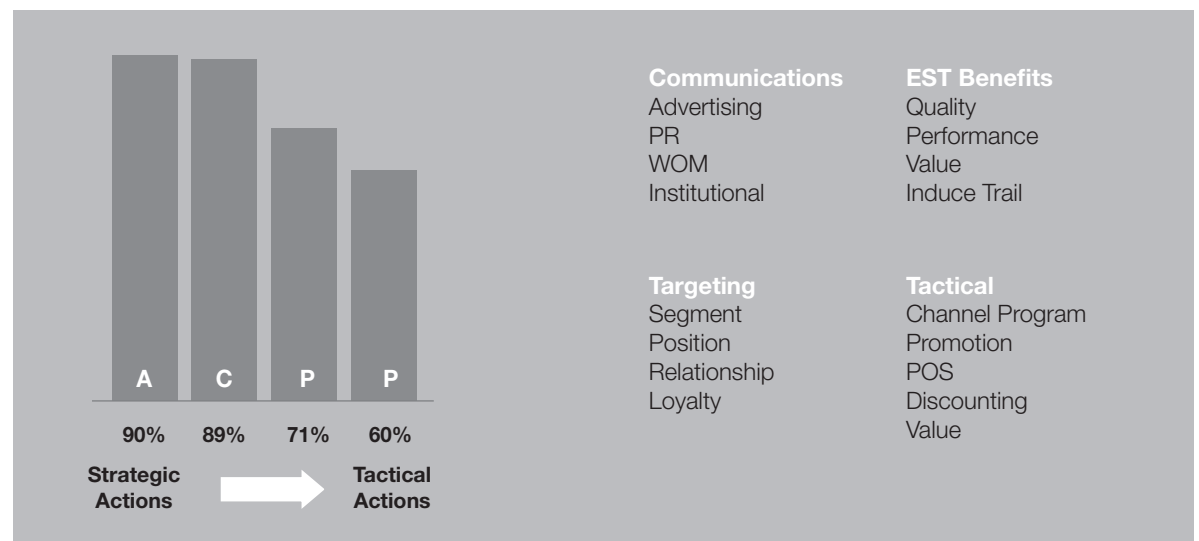 A C P P
90% 89% 71% 60%
Strategic
Actions
Tactical
Actions
Communications
Advertising
PR
WOM
Institutional
EST Benefits
Quality
Performance
Value
Induce Trail
Targeting
Segment
Position
Relationship
Loyalty
Tactical
Channel Program
Promotion
POS
Discounting
Value